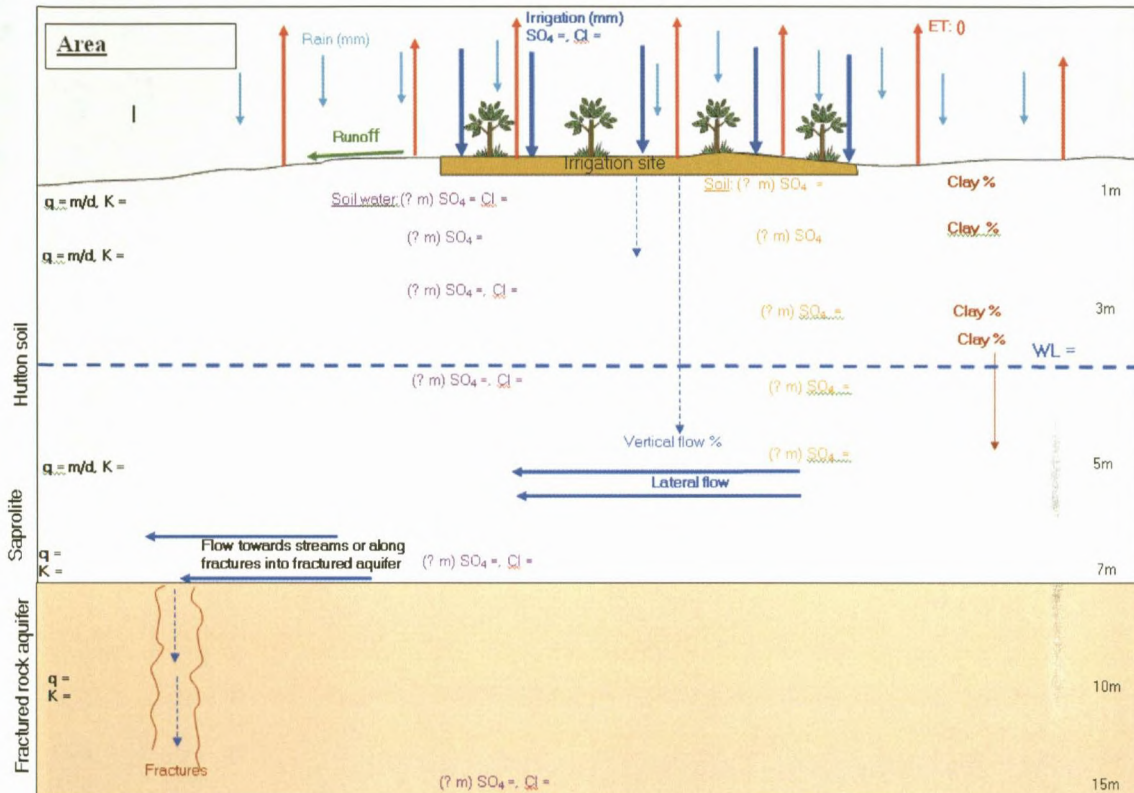 Area
Rain (mm)
Irrigation (mm)
SO₄ =, Cl =
ET: 0
Runoff
Irrigation site
q = m/d, K =
Soil water: (? m) SO₄ = Cl =
Soil: (? m) SO₄ =
Clay %
1m
(? m) SO₄ =
(? m) SO₄
Clay %
q = m/d, K =
(? m) SO₄ =, Cl =
(? m) SO₄ =
Clay %
3m
Clay %
WL =
Hutton soil
(? m) SO₄ =, Cl =
(? m) SO₄ =
Vertical flow %
(? m) SO₄ =
q = m/d, K =
5m
Lateral flow
Saprolite
Flow towards streams or along
fractures into fractured aquifer
q =
K =
(? m) SO₄ =, Cl =
7m
Fractured rock aquifer
q =
K =
10m
Fractures
(? m) SO₄ =, Cl =
15m